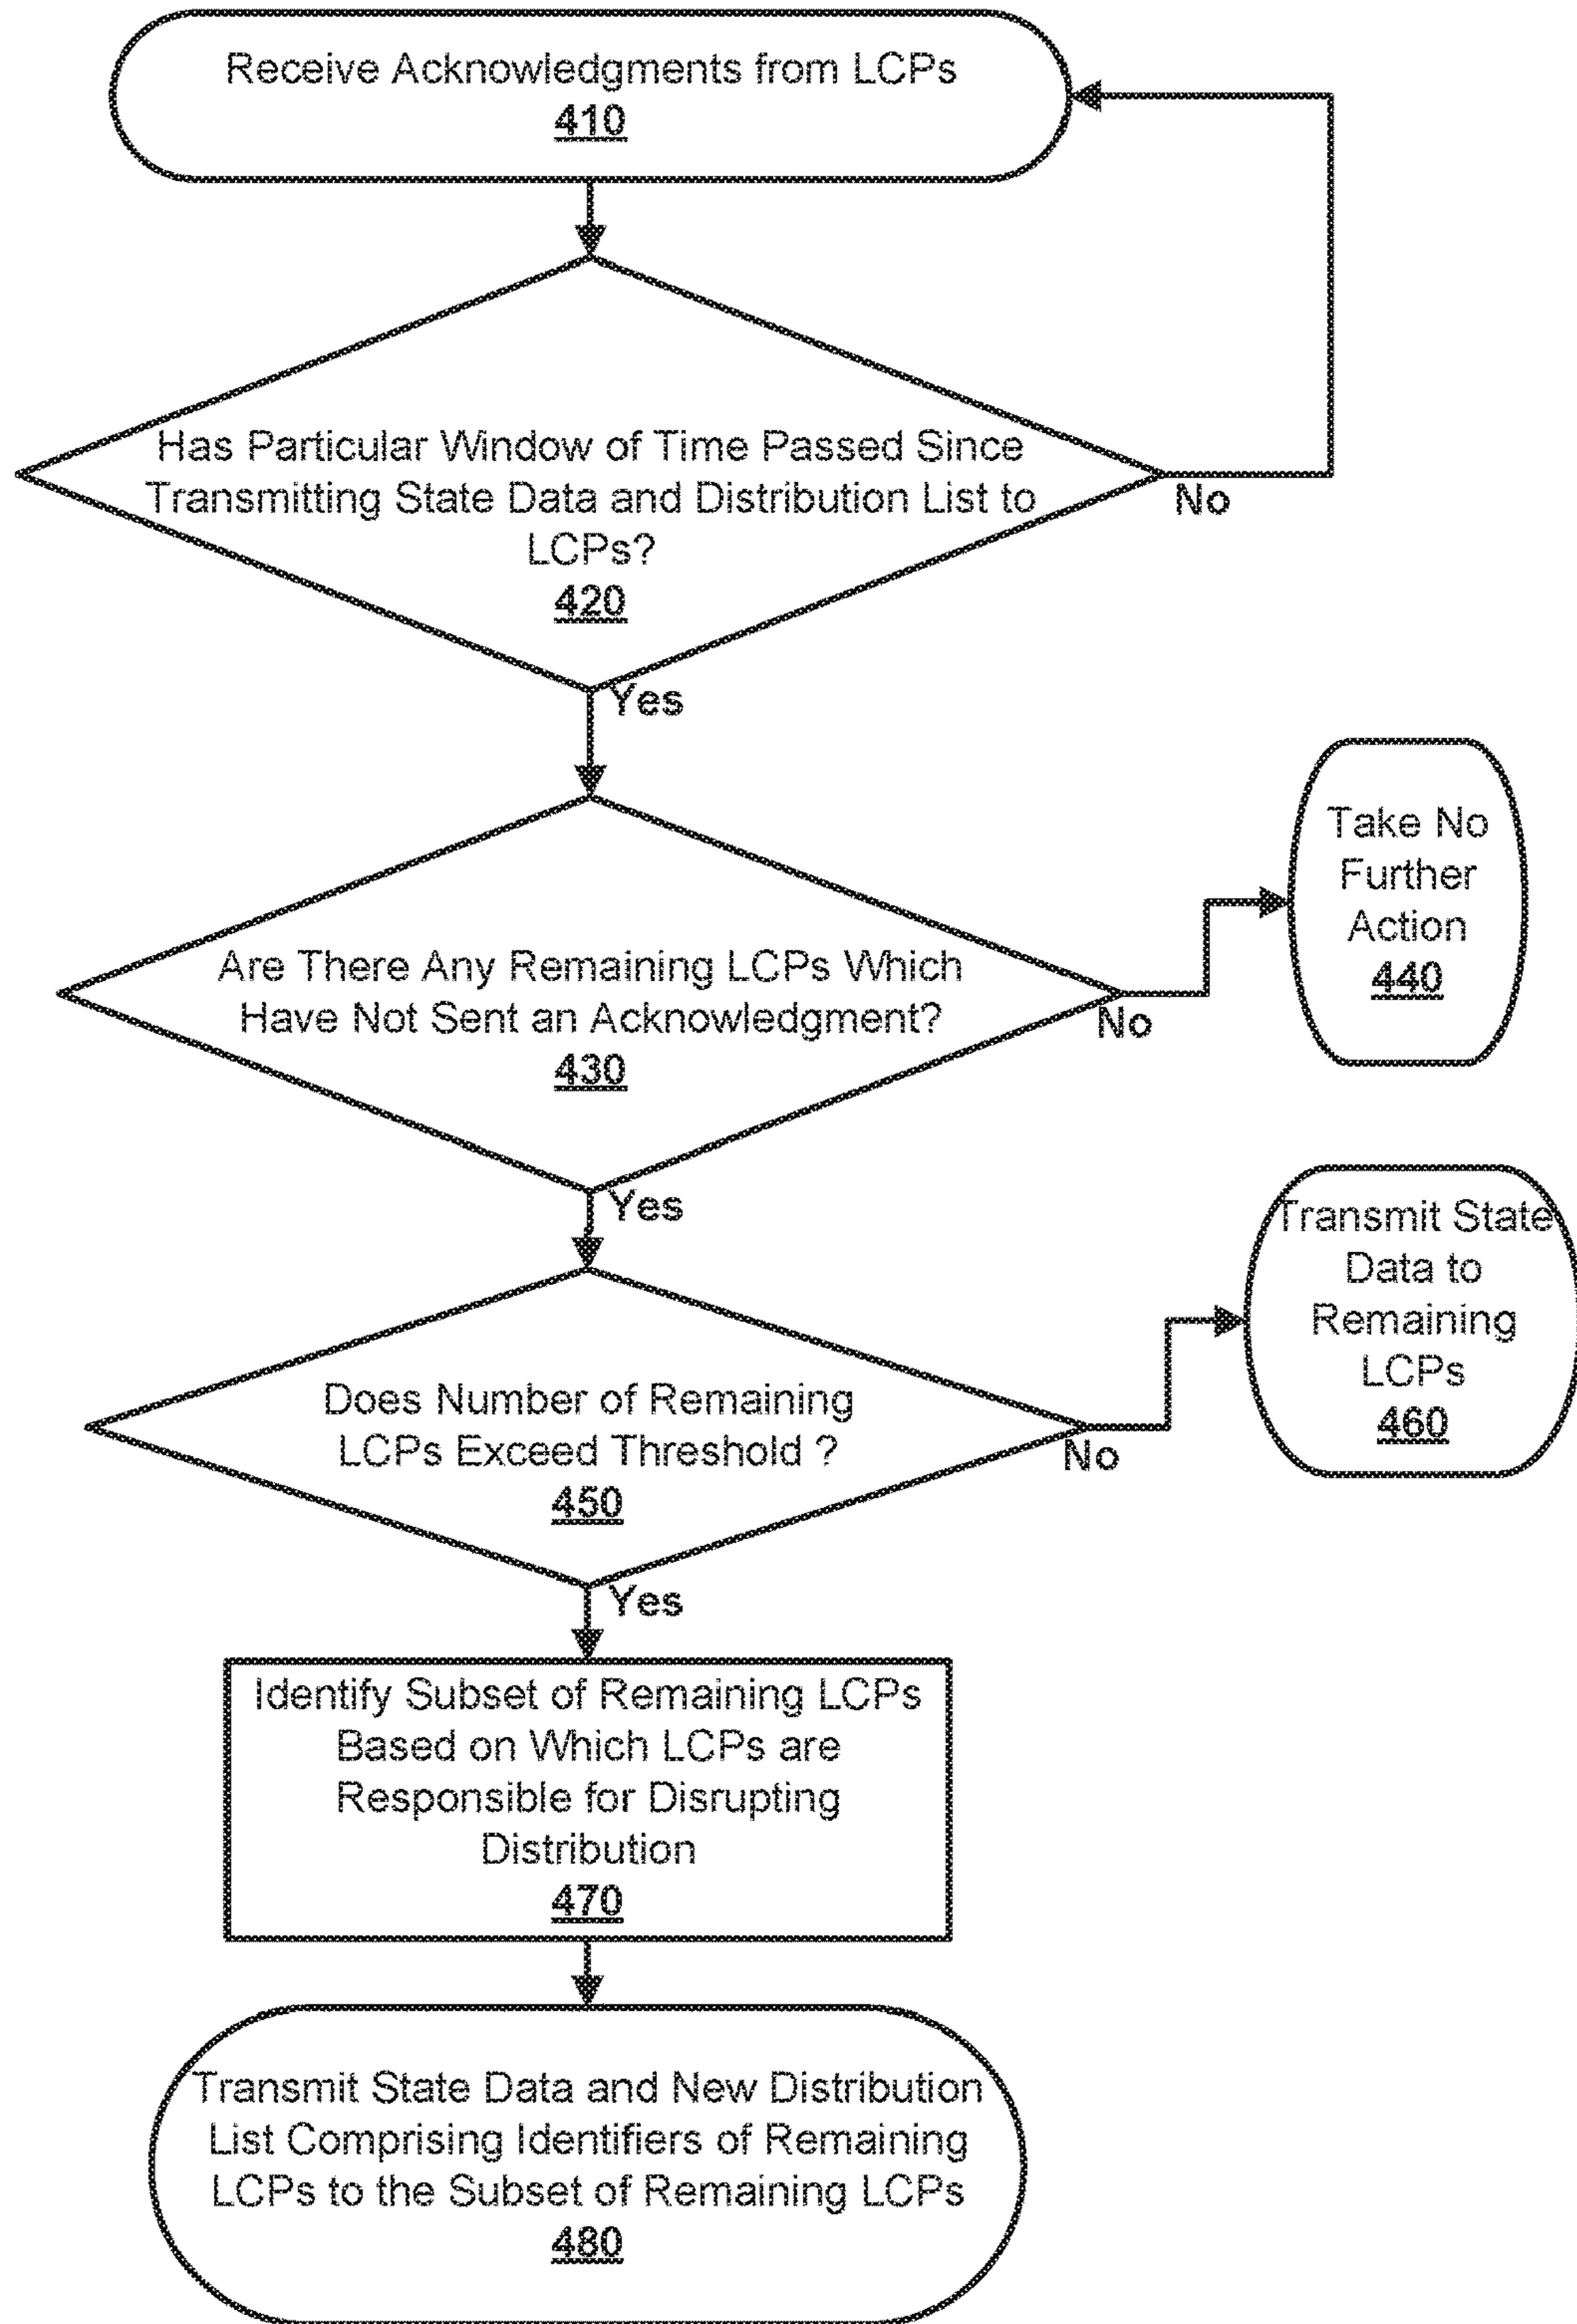 Receive Acknowledgments from LCPs
410
Has Particular Window of Time Passed Since
Transmitting State Data and Distribution List to
LCPs?
420
No
Yes
Take No
Further
Action
440
Are There Any Remaining LCPs Which
Have Not Sent an Acknowledgment?
430
No
Yes
Transmit State
Data to
Remaining
LCPs
460
Does Number of Remaining
LCPs Exceed Threshold ?
450
No
Yes
Identify Subset of Remaining LCPs
Based on Which LCPs are
Responsible for Disrupting
Distribution
470
Transmit State Data and New Distribution
List Comprising Identifiers of Remaining
LCPs to the Subset of Remaining LCPs
480